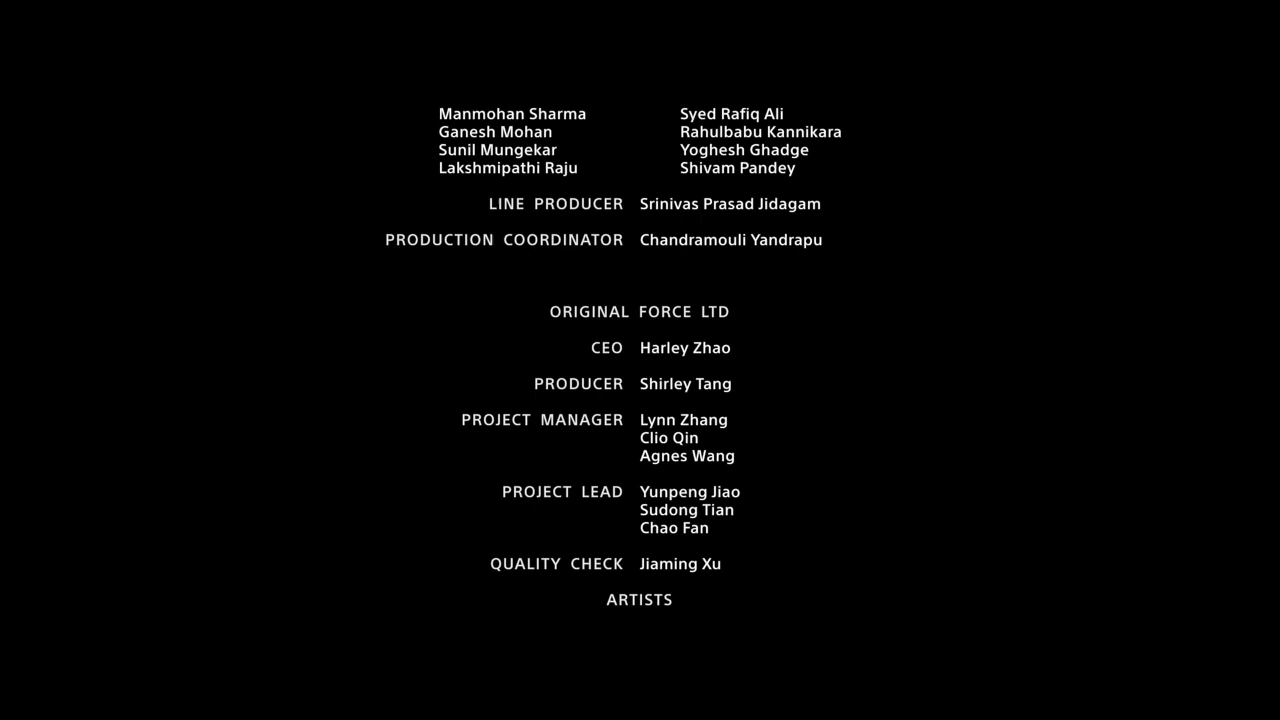 Manmohan Sharma Syed Rafiq Ali
Ganesh Mohan Rahulbabu Kannikara
Sunil Mungekar Yoghesh Ghadge
Lakshmipathi Raju Shivam Pandey
LINE PRODUCER Srinivas Prasad Jidagam
PRODUCTION COORDINATOR Chandramouli Yandrapu
ORIGINAL FORCE LTD
CEO Harley Zhao
PRODUCER Shirley Tang
PROJECT MANAGER Lynn Zhang
Clio Qin
Agnes Wang
PROJECT LEAD Yunpeng Jiao
Sudong Tian
Chao Fan
QUALITY CHECK Jiaming Xu
ARTISTS